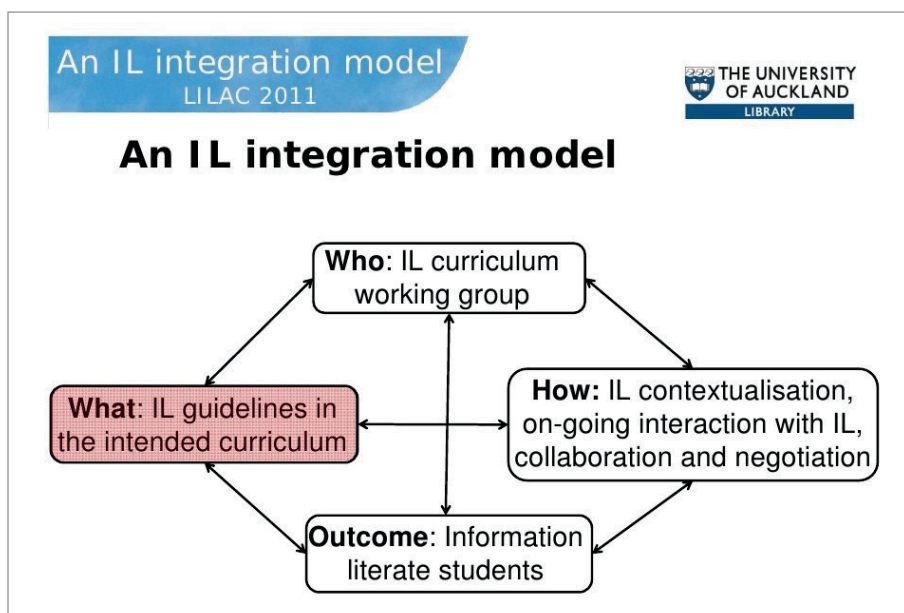 An IL integration model
LILAC 2011
THE UNIVERSITY
OF AUCKLAND
LIBRARY
An IL integration model
Who: IL curriculum
working group
What: IL guidelines in
the intended curriculum
How: IL contextualisation,
on-going interaction with IL,
collaboration and negotiation
Outcome: Information
literate students